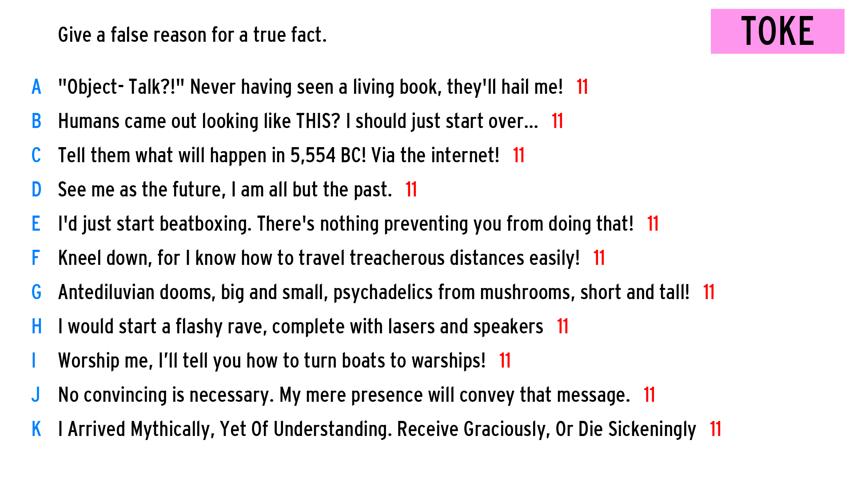 Give a false reason for a true fact.
TOKE
A "Object- Talk?!" Never having seen a living book, they'll hail me! 11
B Humans came out looking like THIS? I should just start over... 11
C Tell them what will happen in 5,554 BC! Via the internet! 11
D See me as the future, I am all but the past. 11
E I'd just start beatboxing. There's nothing preventing you from doing that! 11
F Kneel down, for I know how to travel treacherous distances easily! 11
G Antediluvian dooms, big and small, psychadelics from mushrooms, short and tall! 11
H I would start a flashy rave, complete with lasers and speakers 11
I Worship me, I’ll tell you how to turn boats to warships! 11
J No convincing is necessary. My mere presence will convey that message. 11
K I Arrived Mythically, Yet Of Understanding. Receive Graciously, Or Die Sickeningly 11